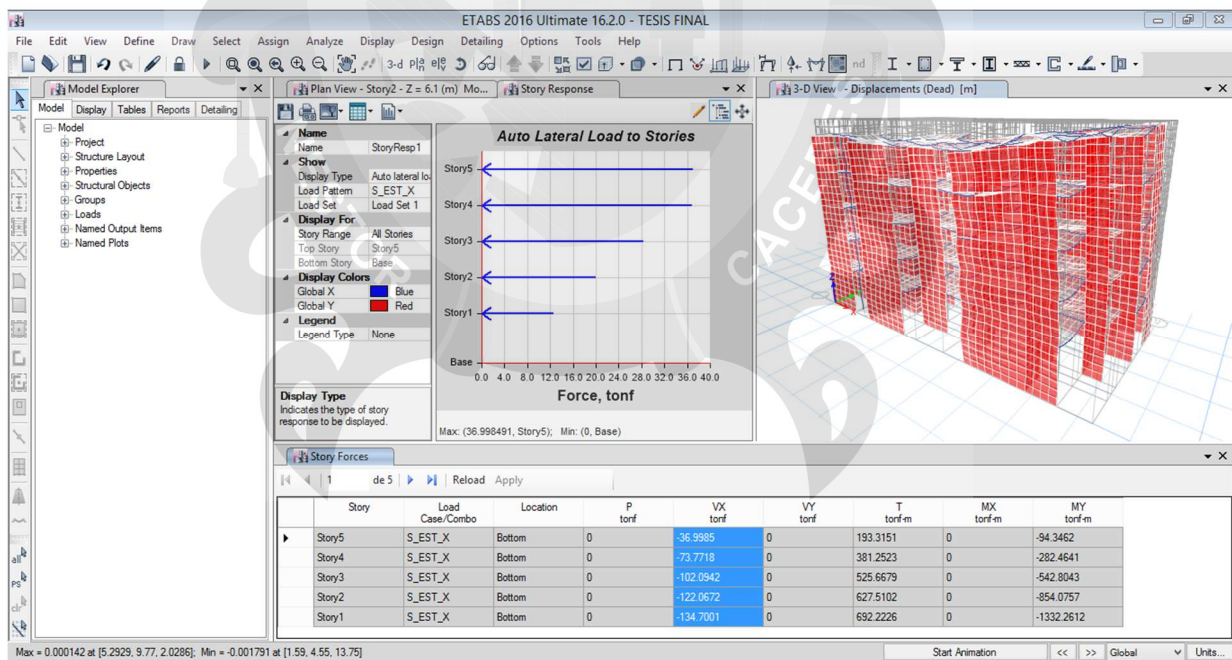 ETABS 2016 Ultimate 16.2.0 - TESIS FINAL
File Edit View Define Draw Select Assign Analyze Display Design Detailing Options Tools Help
3-d nd
Model Explorer
Model Display Tables Reports Detailing
Model
Project
Structure Layout
Properties
Structural Objects
Groups
Loads
Named Output Items
Named Plots
all
PS
clr
Plan View - Story2 - Z = 6.1 (m) Mo... Story Response
Name
Name StoryResp1
Show
Display Type Auto lateral lo
Load Pattern S_EST_X
Load Set Load Set 1
Display For
Story Range All Stories
Top Story Story5
Bottom Story Base
Display Colors
Global X Blue
Global Y Red
Legend
Legend Type None
Display Type
Indicates the type of story
response to be displayed.
Auto Lateral Load to Stories
Story5
Story4
Story3
Story2
Story1
Base
0.0 4.0 8.0 12.0 16.0 20.0 24.0 28.0 32.0 36.0 40.0
Force, tonf
Max: (36.998491, Story5); Min: (0, Base)
3-D View - Displacements (Dead) [m]
Z
X
Story Forces
1 de 5 Reload Apply
Story Load Case/Combo Location P tonf VX tonf VY tonf T tonf-m MX tonf-m MY tonf-m
Story5 S_EST_X Bottom 0 -36.9985 0 193.3151 0 -94.3462
Story4 S_EST_X Bottom 0 -73.7718 0 381.2523 0 -282.4641
Story3 S_EST_X Bottom 0 -102.0942 0 525.6679 0 -542.8043
Story2 S_EST_X Bottom 0 -122.0672 0 627.5102 0 -854.0757
Story1 S_EST_X Bottom 0 -134.7001 0 692.2226 0 -1332.2612
Max = 0.000142 at [5.2929, 9.77, 2.0286]; Min = -0.001791 at [1.59, 4.55, 13.75] Start Animation << >> Global Units...